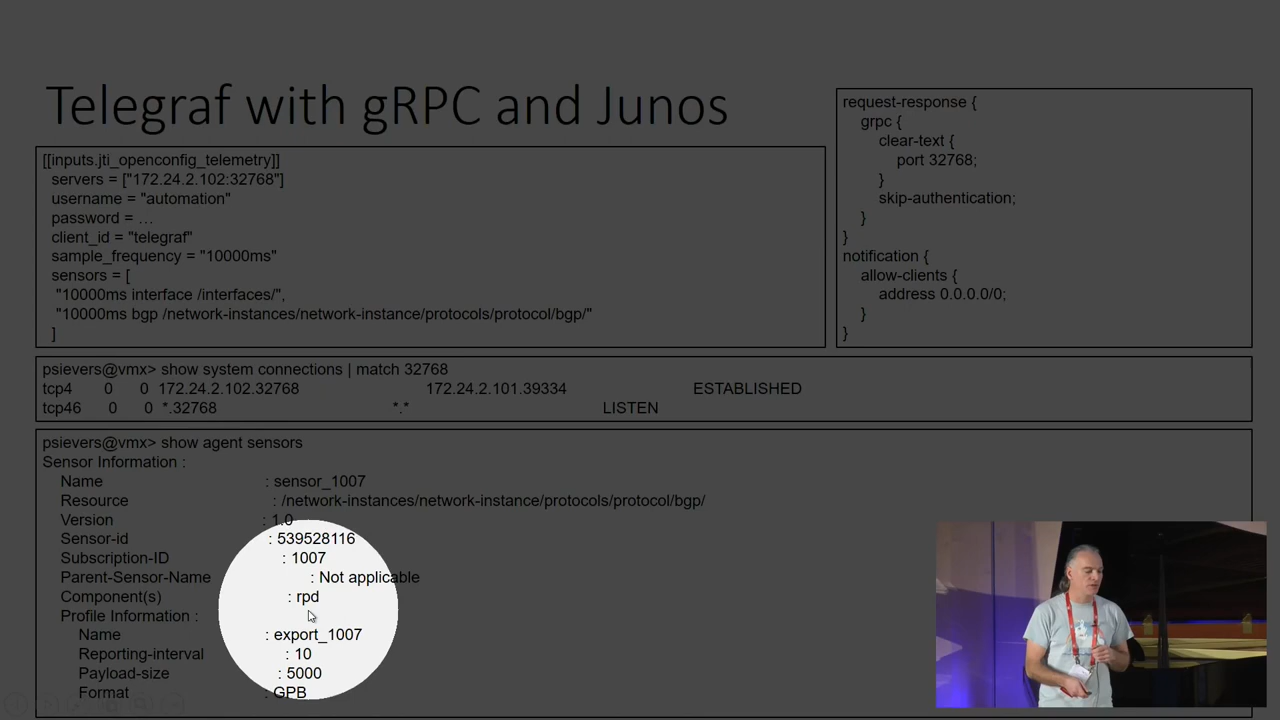 Telegraf with gRPC and Junos
[[inputs.jti_openconfig_telemetry]]
servers = ["172.24.2.102:32768"]
username = "automation"
password = …
client_id = "telegraf"
sample_frequency = "10000ms"
sensors = [
"10000ms interface /interfaces/",
"10000ms bgp /network-instances/network-instance/protocols/protocol/bgp/"
]
request-response {
grpc {
clear-text {
port 32768;
}
skip-authentication;
}
}
notification {
allow-clients {
address 0.0.0.0/0;
}
}
psievers@vmx> show system connections | match 32768
tcp4 0 0 172.24.2.102.32768 172.24.2.101.39334 ESTABLISHED
tcp46 0 0 *.32768 *.* LISTEN
psievers@vmx> show agent sensors
Sensor Information :
Name : sensor_1007
Resource : /network-instances/network-instance/protocols/protocol/bgp/
Version : 1.0
Sensor-id : 539528116
Subscription-ID : 1007
Parent-Sensor-Name : Not applicable
Component(s) : rpd
Profile Information :
Name : export_1007
Reporting-interval : 10
Payload-size : 5000
Format : GPB